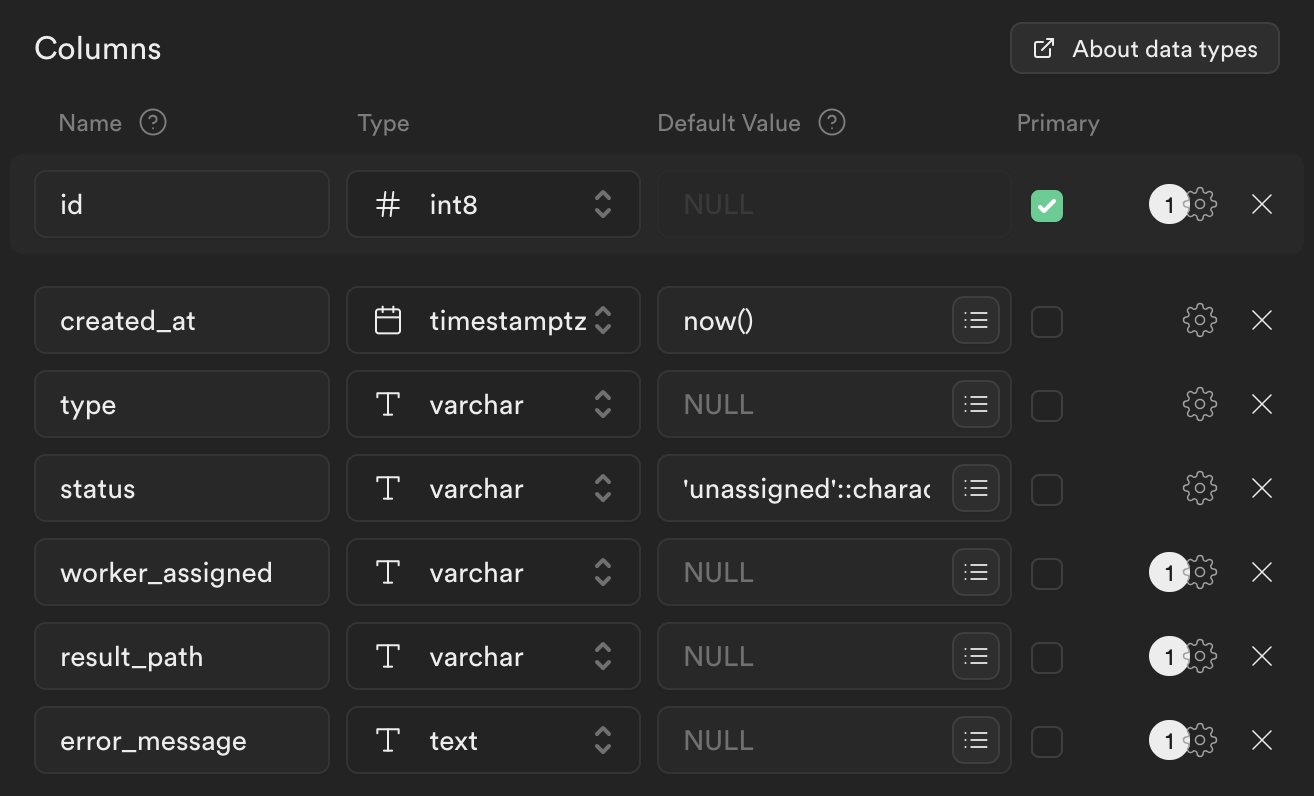 Columns
About data types
Name ? Type Default Value ? Primary
id int8 NULL 1
created_at timestamptz now()
type varchar NULL
status varchar 'unassigned'::charac
worker_assigned varchar NULL 1
result_path varchar NULL 1
error_message text NULL 1